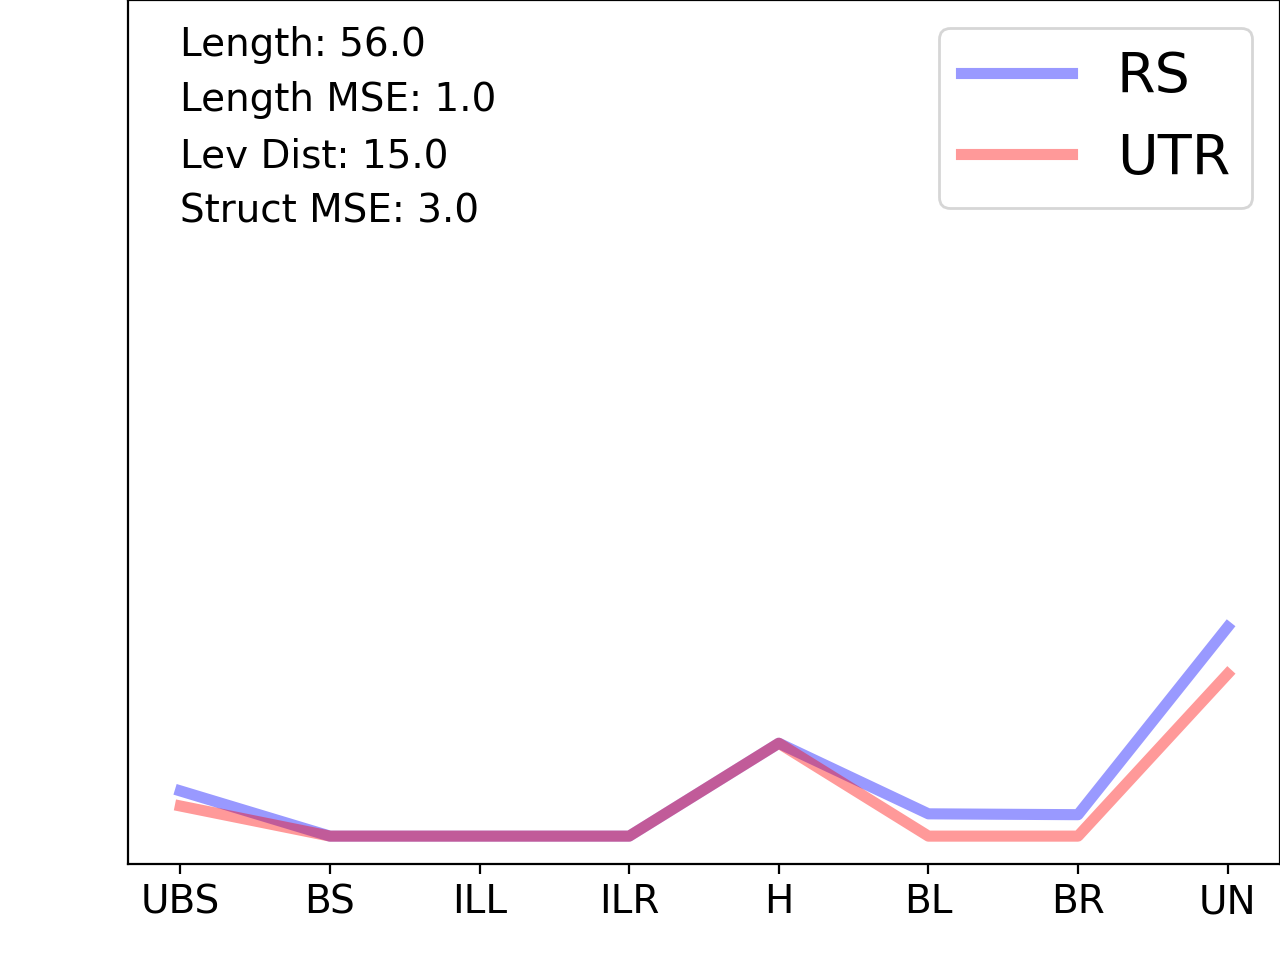 Length: 56.0
Length MSE: 1.0
Lev Dist: 15.0
Struct MSE: 3.0
RS
UTR
UBS BS ILL ILR H BL BR UN